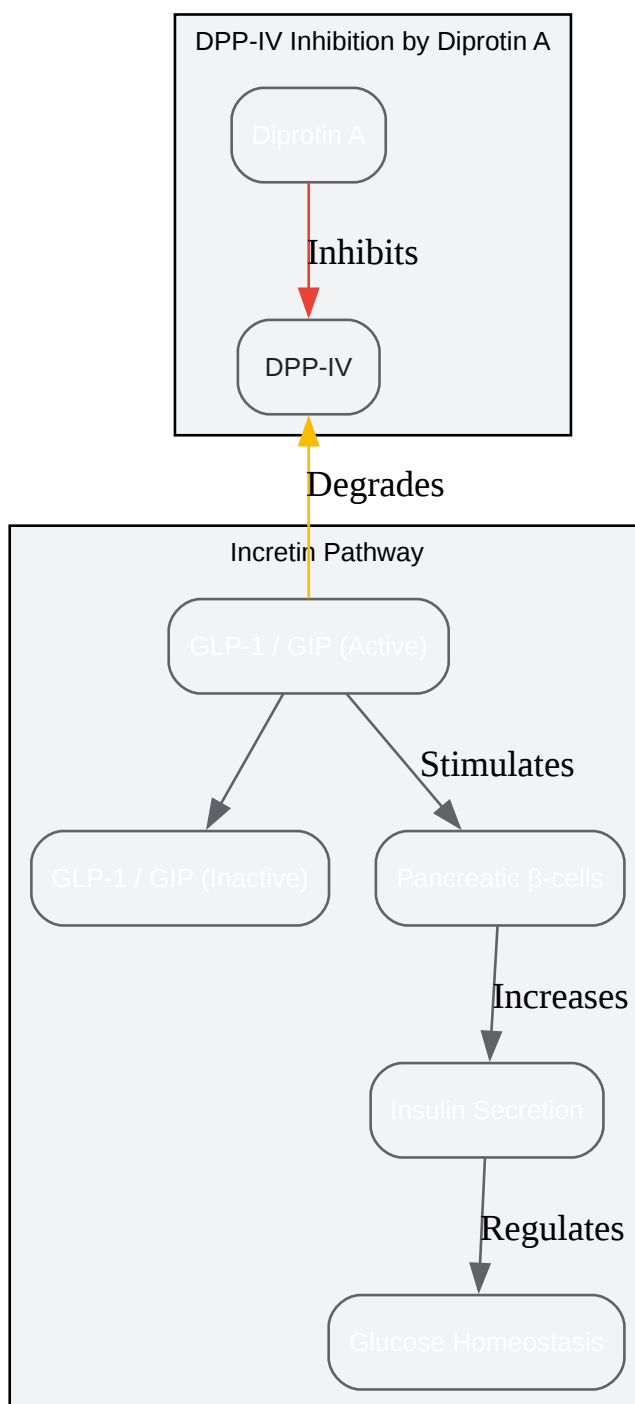 DPP-IV Inhibition by Diprotin A
Diprotin A
Inhibits
DPP-IV
Degrades
Incretin Pathway
GLP-1 / GIP (Active)
Stimulates
GLP-1 / GIP (Inactive)
Pancreatic β-cells
Increases
Insulin Secretion
Regulates
Glucose Homeostasis